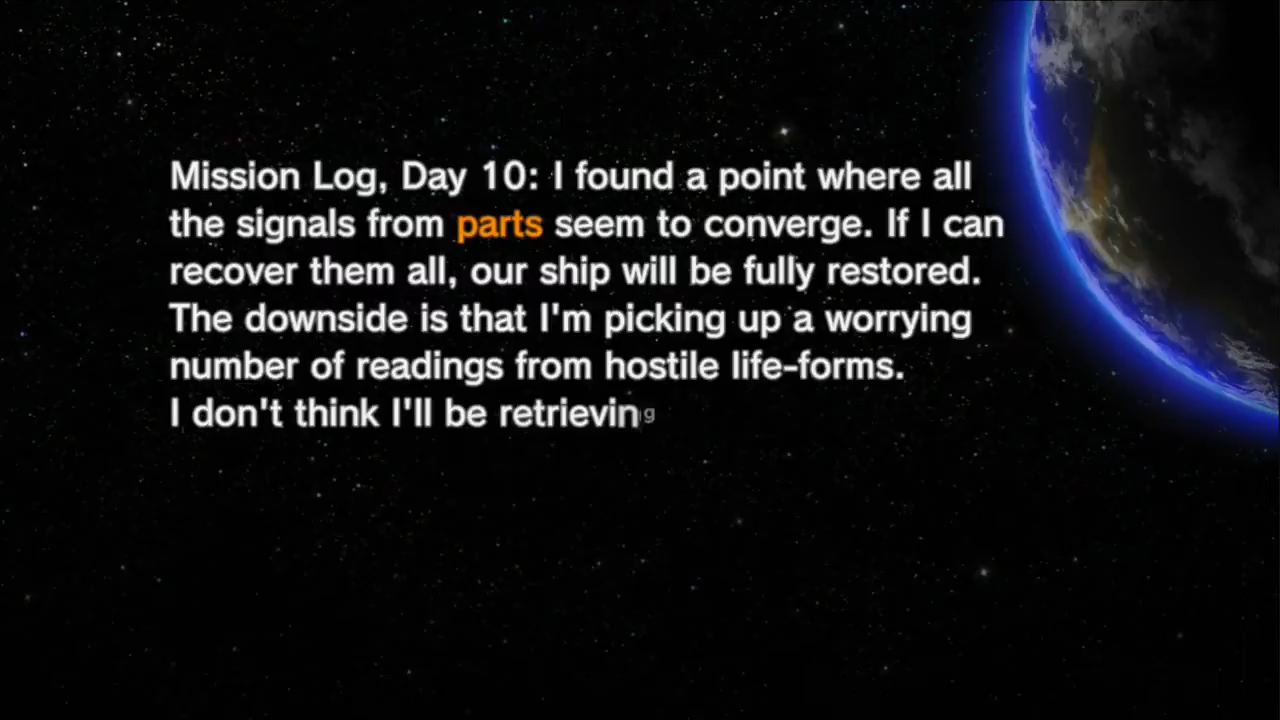 Mission Log, Day 10: I found a point where all
the signals from parts seem to converge. If I can
recover them all, our ship will be fully restored.
The downside is that I'm picking up a worrying
number of readings from hostile life-forms.
I don't think I'll be retrieving